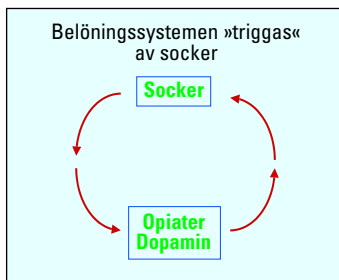 Belöningssystemen »triggas«
av socker
Socker
Opiater
Dopamin